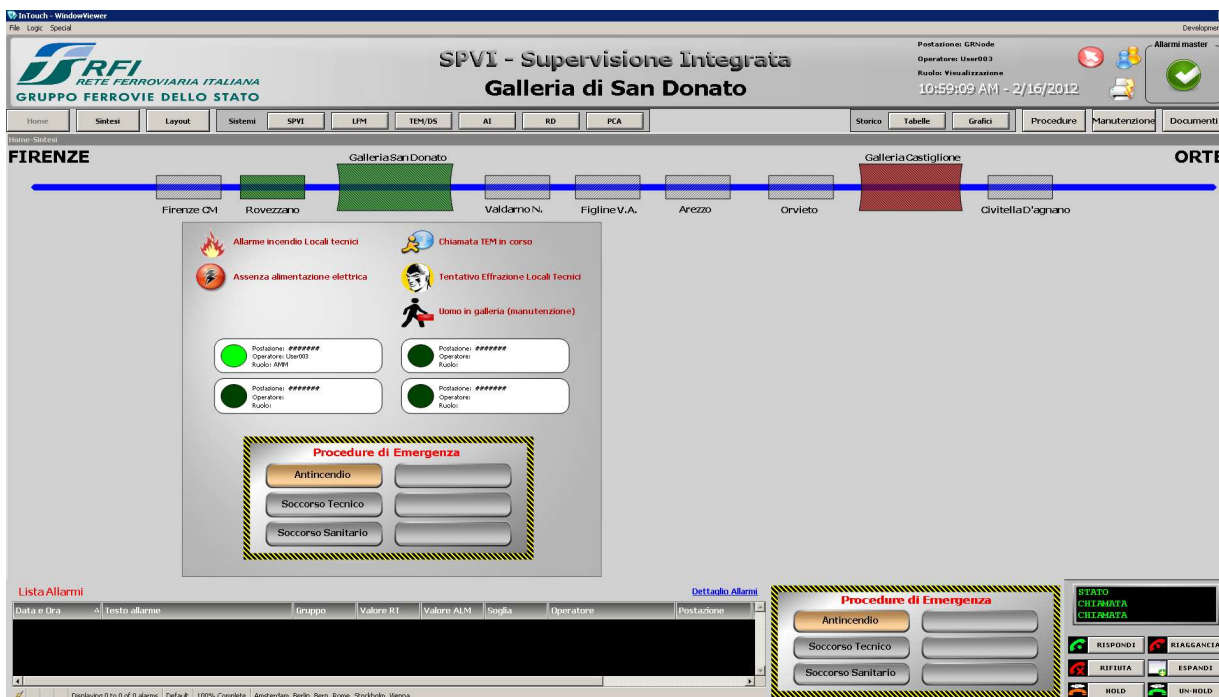 InTouch - WindowViewer
File Logic Special
Developmen
RFI
RETE FERROVIARIA ITALIANA
GRUPPO FERROVIE DELLO STATO
SPVI - Supervisione Integrata
Galleria di San Donato
Postazione: GRNode
Operatore: User003
Ruolo: Visualizzazione
10:59:09 AM - 2/16/2012
Allarmi master
Home Sintesi Layout Sistemi SPVI LFM TEM/DS AI RD PCA Storico Tabelle Grafici Procedure Manutenzione Documenti
Home-Sintesi
FIRENZE
Galleria San Donato
Galleria Castiglione
ORTE
Firenze CM Rovezzano Valdarno N. Figline V.A. Arezzo Orvieto Civitella D'agnano
Allarme incendio Locali tecnici
Chiamata TEM in corso
Assenza alimentazione elettrica
Tentativo Effrazione Locali Tecnici
Uomo in galleria (manutenzione)
Postazione: #######
Operatore: User003
Ruolo: AMM
Postazione: #######
Operatore:
Ruolo:
Postazione: #######
Operatore:
Ruolo:
Postazione: #######
Operatore:
Ruolo:
Procedure di Emergenza
Antincendio
Soccorso Tecnico
Soccorso Sanitario
Lista Allarmi
Dettaglio Allarmi
Data e Ora Testo allarme Gruppo Valore RT Valore ALM Soglia Operatore Postazione
Displaying 0 to 0 of 0 alarms Default 100% Complete Amsterdam, Berlin, Bern, Rome, Stockholm, Vienna
Procedure di Emergenza
Antincendio
Soccorso Tecnico
Soccorso Sanitario
STATO
CHIAMATA
CHIAMATA
RISPONDI RIAGGANCIA
RIFIUTA ESPANDI
HOLD UN-HOLD